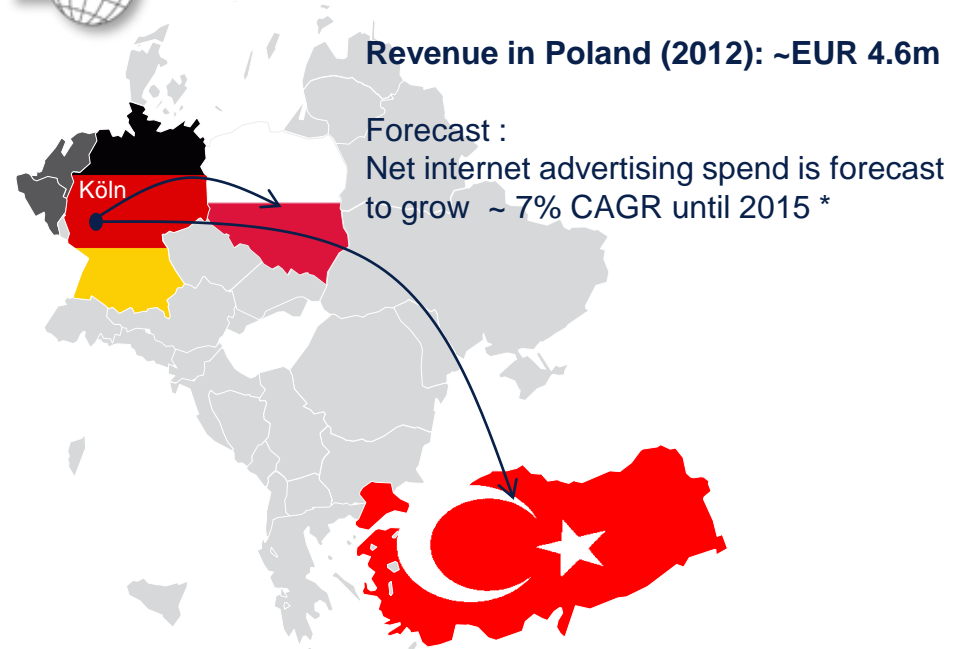 Revenue in Poland (2012): ~EUR 4.6m
Forecast :
Net internet advertising spend is forecast
to grow ~ 7% CAGR until 2015 *
Köln